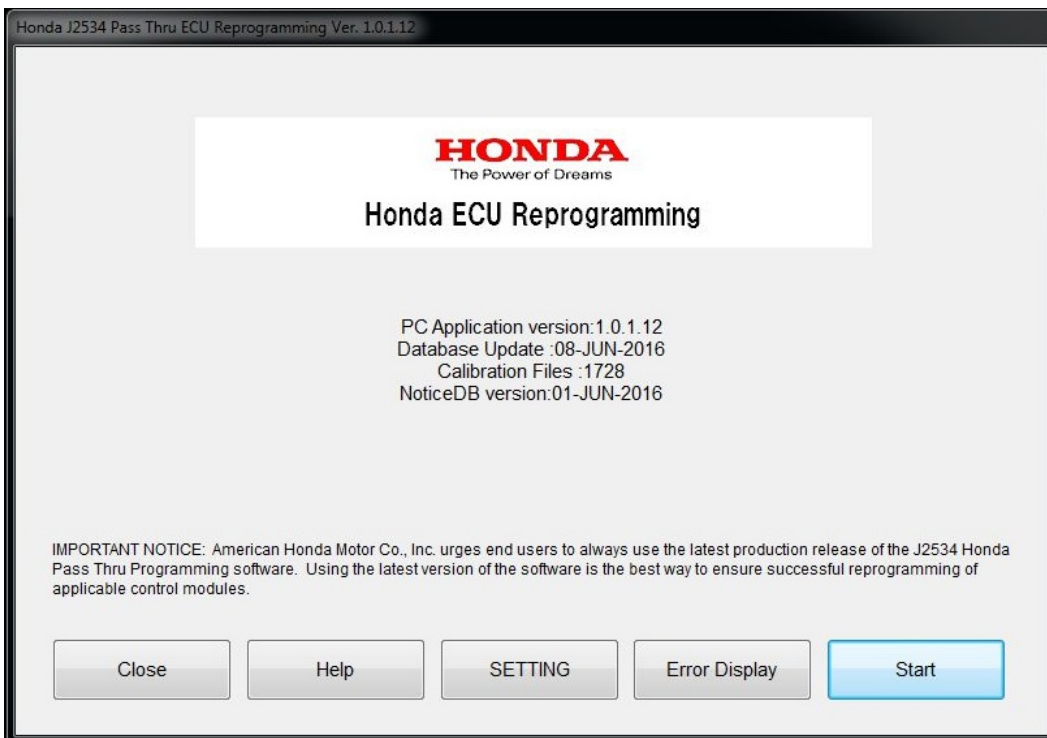 Honda J2534 Pass Thru ECU Reprogramming Ver. 1.0.1.12
HONDA
The Power of Dreams
Honda ECU Reprogramming
PC Application version:1.0.1.12
Database Update :08-JUN-2016
Calibration Files :1728
NoticeDB version:01-JUN-2016
IMPORTANT NOTICE: American Honda Motor Co., Inc. urges end users to always use the latest production release of the J2534 Honda
Pass Thru Programming software. Using the latest version of the software is the best way to ensure successful reprogramming of
applicable control modules.
Close Help SETTING Error Display Start